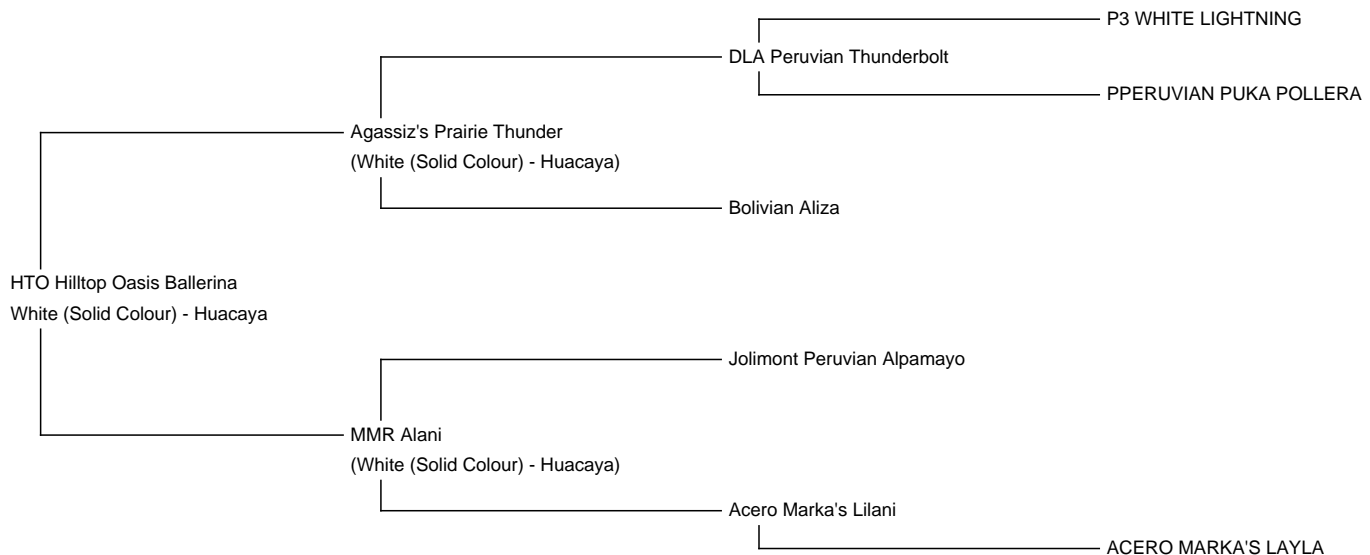 P3 WHITE LIGHTNING
DLA Peruvian Thunderbolt
PPERUVIAN PUKA POLLERA
Agassiz's Prairie Thunder
(White (Solid Colour) - Huacaya)
Bolivian Aliza
HTO Hilltop Oasis Ballerina
White (Solid Colour) - Huacaya
Jolimont Peruvian Alpamayo
MMR Alani
(White (Solid Colour) - Huacaya)
Acero Marka's Lilani
ACERO MARKA'S LAYLA